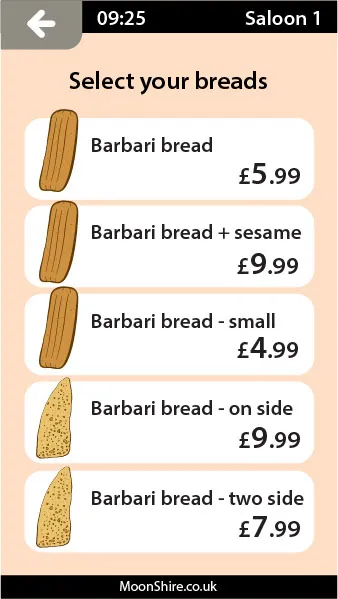 09:25 Saloon 1
Select your breads
Barbari bread
£5.99
Barbari bread + sesame
£9.99
Barbari bread - small
£4.99
Barbari bread - on side
£9.99
Barbari bread - two side
£7.99
MoonShire.co.uk